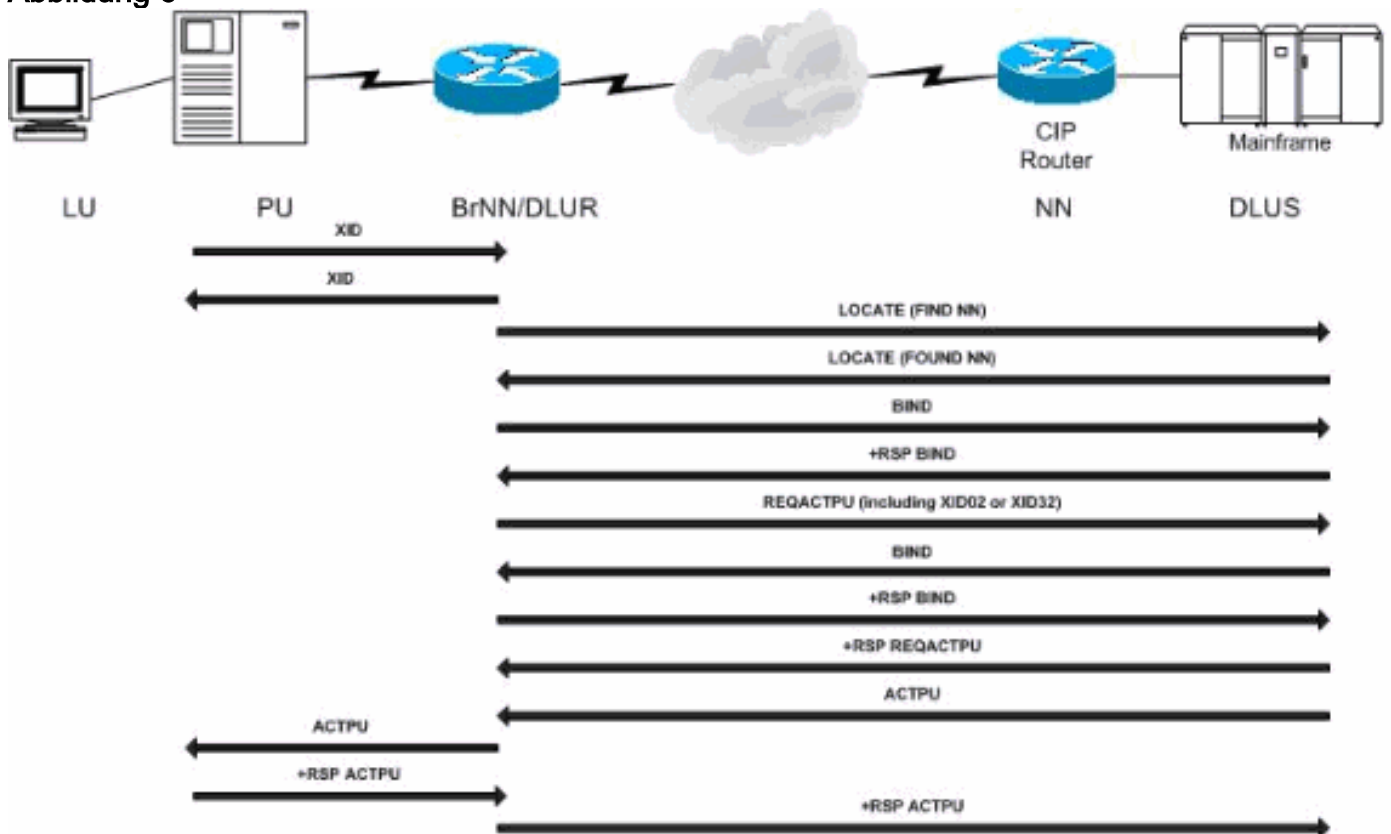 CIP
Router
Mainframe
LU PU BrNN/DLUR NN DLUS
XID
XID
LOCATE (FIND NN)
LOCATE (FOUND NN)
BIND
+RSP BIND
REQACTPU (including XID02 or XID32)
BIND
+RSP BIND
+RSP REQACTPU
ACTPU
ACTPU
+RSP ACTPU
+RSP ACTPU